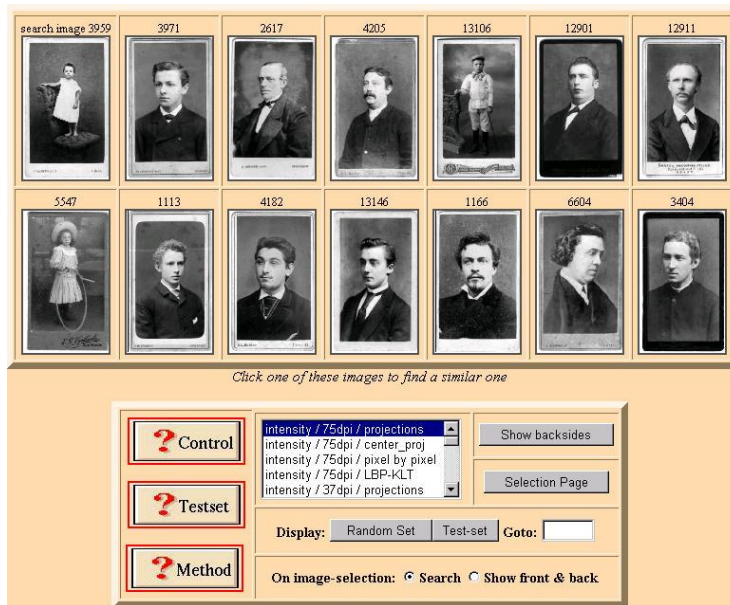 search image 3959 3971 2617 4205 13106 12901 12911
5547 1113 4182 13146 1166 6604 3404
Click one of these images to find a similar one
? Control
? Testset
? Method
intensity / 75dpi / projections
intensity / 75dpi / center_proj
intensity / 75dpi / pixel by pixel
intensity / 75dpi / LBP-KLT
intensity / 37dpi / projections
Show backsides
Selection Page
Display: Random Set Test-set Goto:
On image-selection: Search Show front & back